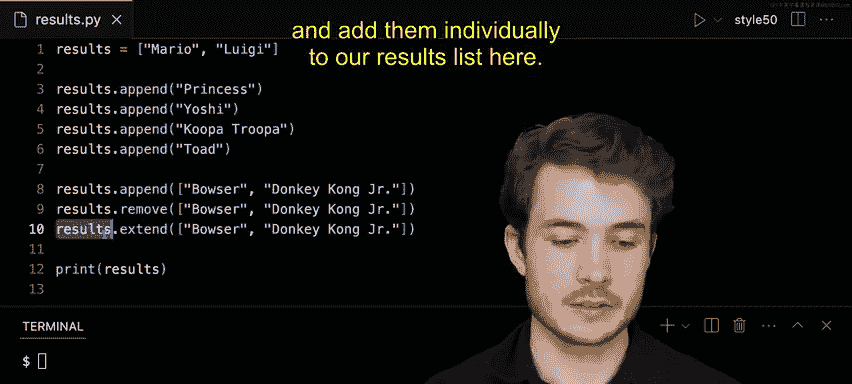 and add them individually
to our results list here.
results.py
style50
1 results = ["Mario", "Luigi"]
2
3 results.append("Princess")
4 results.append("Yoshi")
5 results.append("Koopa Troopa")
6 results.append("Toad")
7
8 results.append(["Bowser", "Donkey Kong Jr."])
9 results.remove(["Bowser", "Donkey Kong Jr."])
10 results.extend(["Bowser", "Donkey Kong Jr."])
11
12 print(results)
13
TERMINAL
$